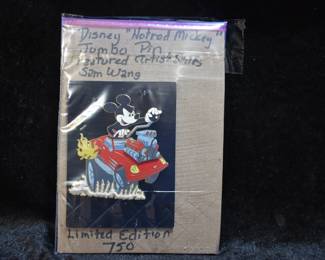 Disney "Hotrod Mickey"
Jumbo Pin
Featured Artist Series
Sam Wang
Limited Edition
750